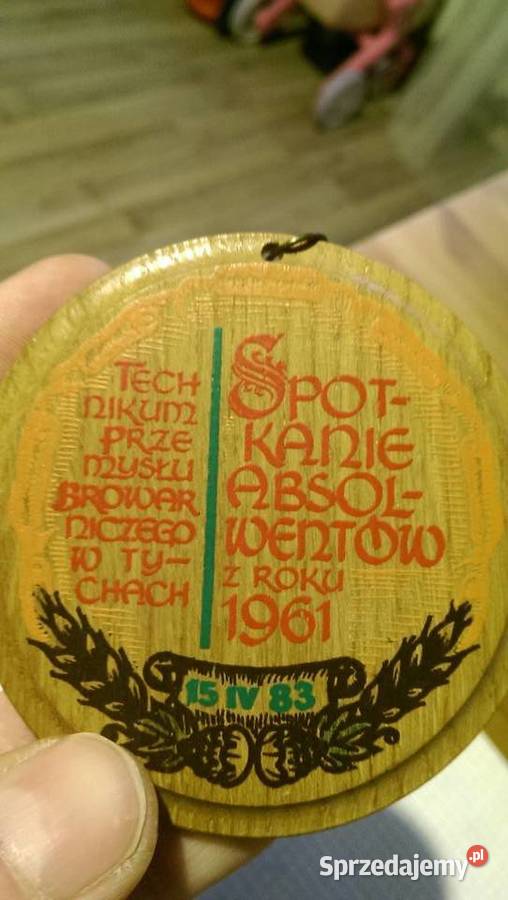 TECH
NIKUM
PRZE
MYSŁU
BROWAR
NICZEGO
W TY-
CHACH
SPOT-
KANIE
ABSOL-
WENTÓW
Z ROKU
1961
15 IV 83
Sprzedajemy.pl